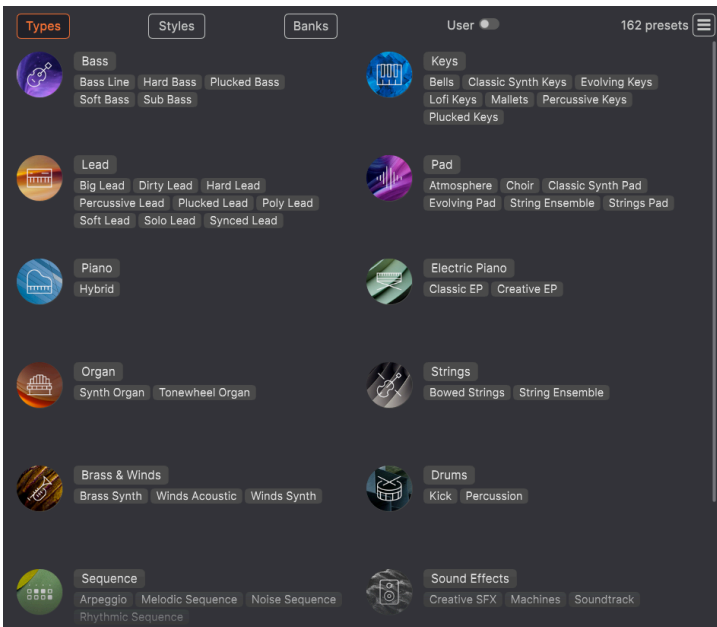 Types Styles Banks User 162 presets
Bass
Bass Line Hard Bass Plucked Bass
Soft Bass Sub Bass
Keys
Bells Classic Synth Keys Evolving Keys
Lofi Keys Mallets Percussive Keys
Plucked Keys
Lead
Big Lead Dirty Lead Hard Lead
Percussive Lead Plucked Lead Poly Lead
Soft Lead Solo Lead Synced Lead
Pad
Atmosphere Choir Classic Synth Pad
Evolving Pad String Ensemble Strings Pad
Piano
Hybrid
Electric Piano
Classic EP Creative EP
Organ
Synth Organ Tonewheel Organ
Strings
Bowed Strings String Ensemble
Brass & Winds
Brass Synth Winds Acoustic Winds Synth
Drums
Kick Percussion
Sequence
Arpeggio Melodic Sequence Noise Sequence
Rhythmic Sequence
Sound Effects
Creative SFX Machines Soundtrack